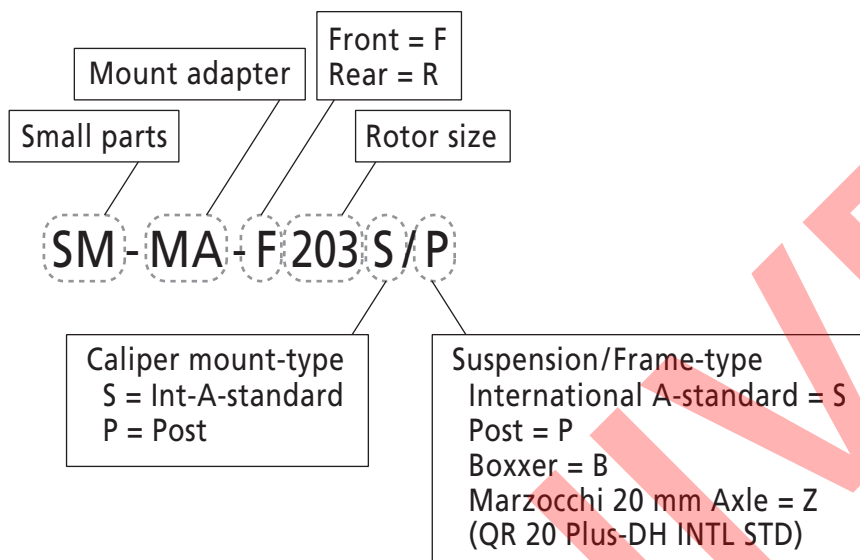 Front = F
Rear = R
Mount adapter
Small parts
Rotor size
SM - MA - F 203 S / P
Caliper mount-type
S = Int-A-standard
P = Post
Suspension/Frame-type
International A-standard = S
Post = P
Boxxer = B
Marzocchi 20 mm Axle = Z
(QR 20 Plus-DH INTL STD)